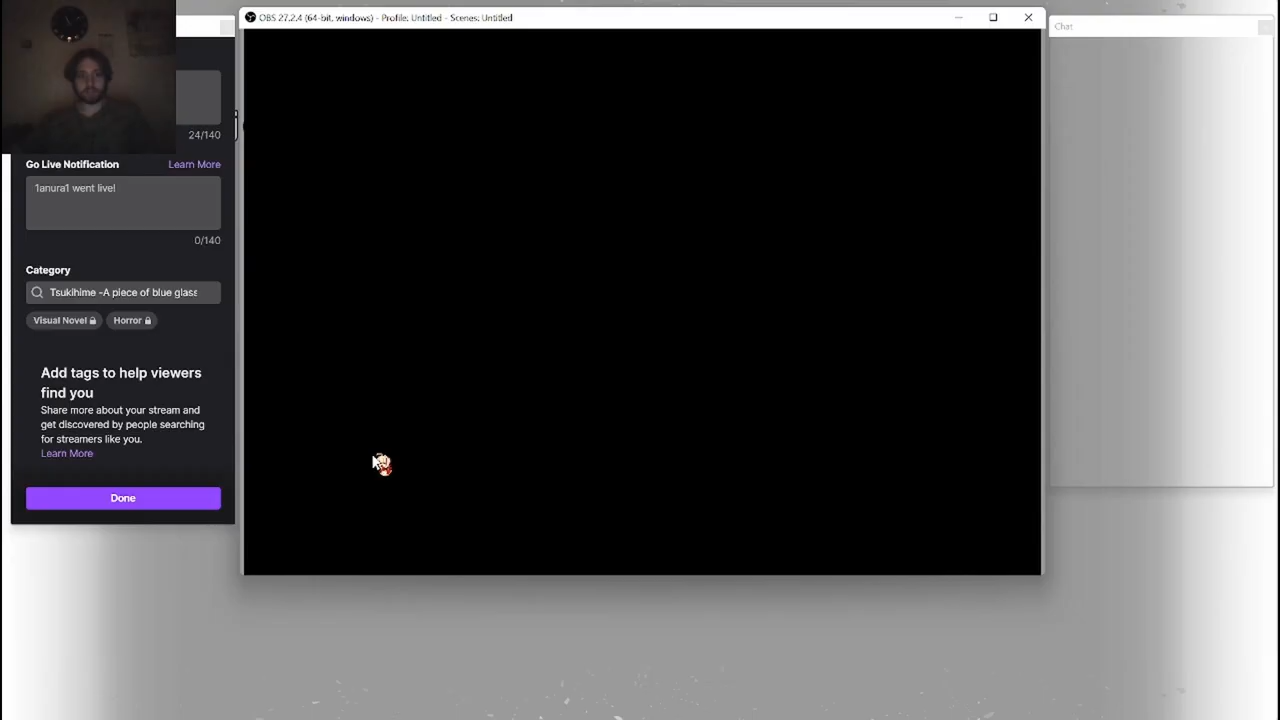 OBS 27.2.4 (64-bit, windows) - Profile: Untitled - Scenes: Untitled
Chat
24/140
Go Live Notification
Learn More
1anura1 went live!
0/140
Category
Tsukihime -A piece of blue glass
Visual Novel
Horror
Add tags to help viewers
find you
Share more about your stream and
get discovered by people searching
for streamers like you.
Learn More
Done